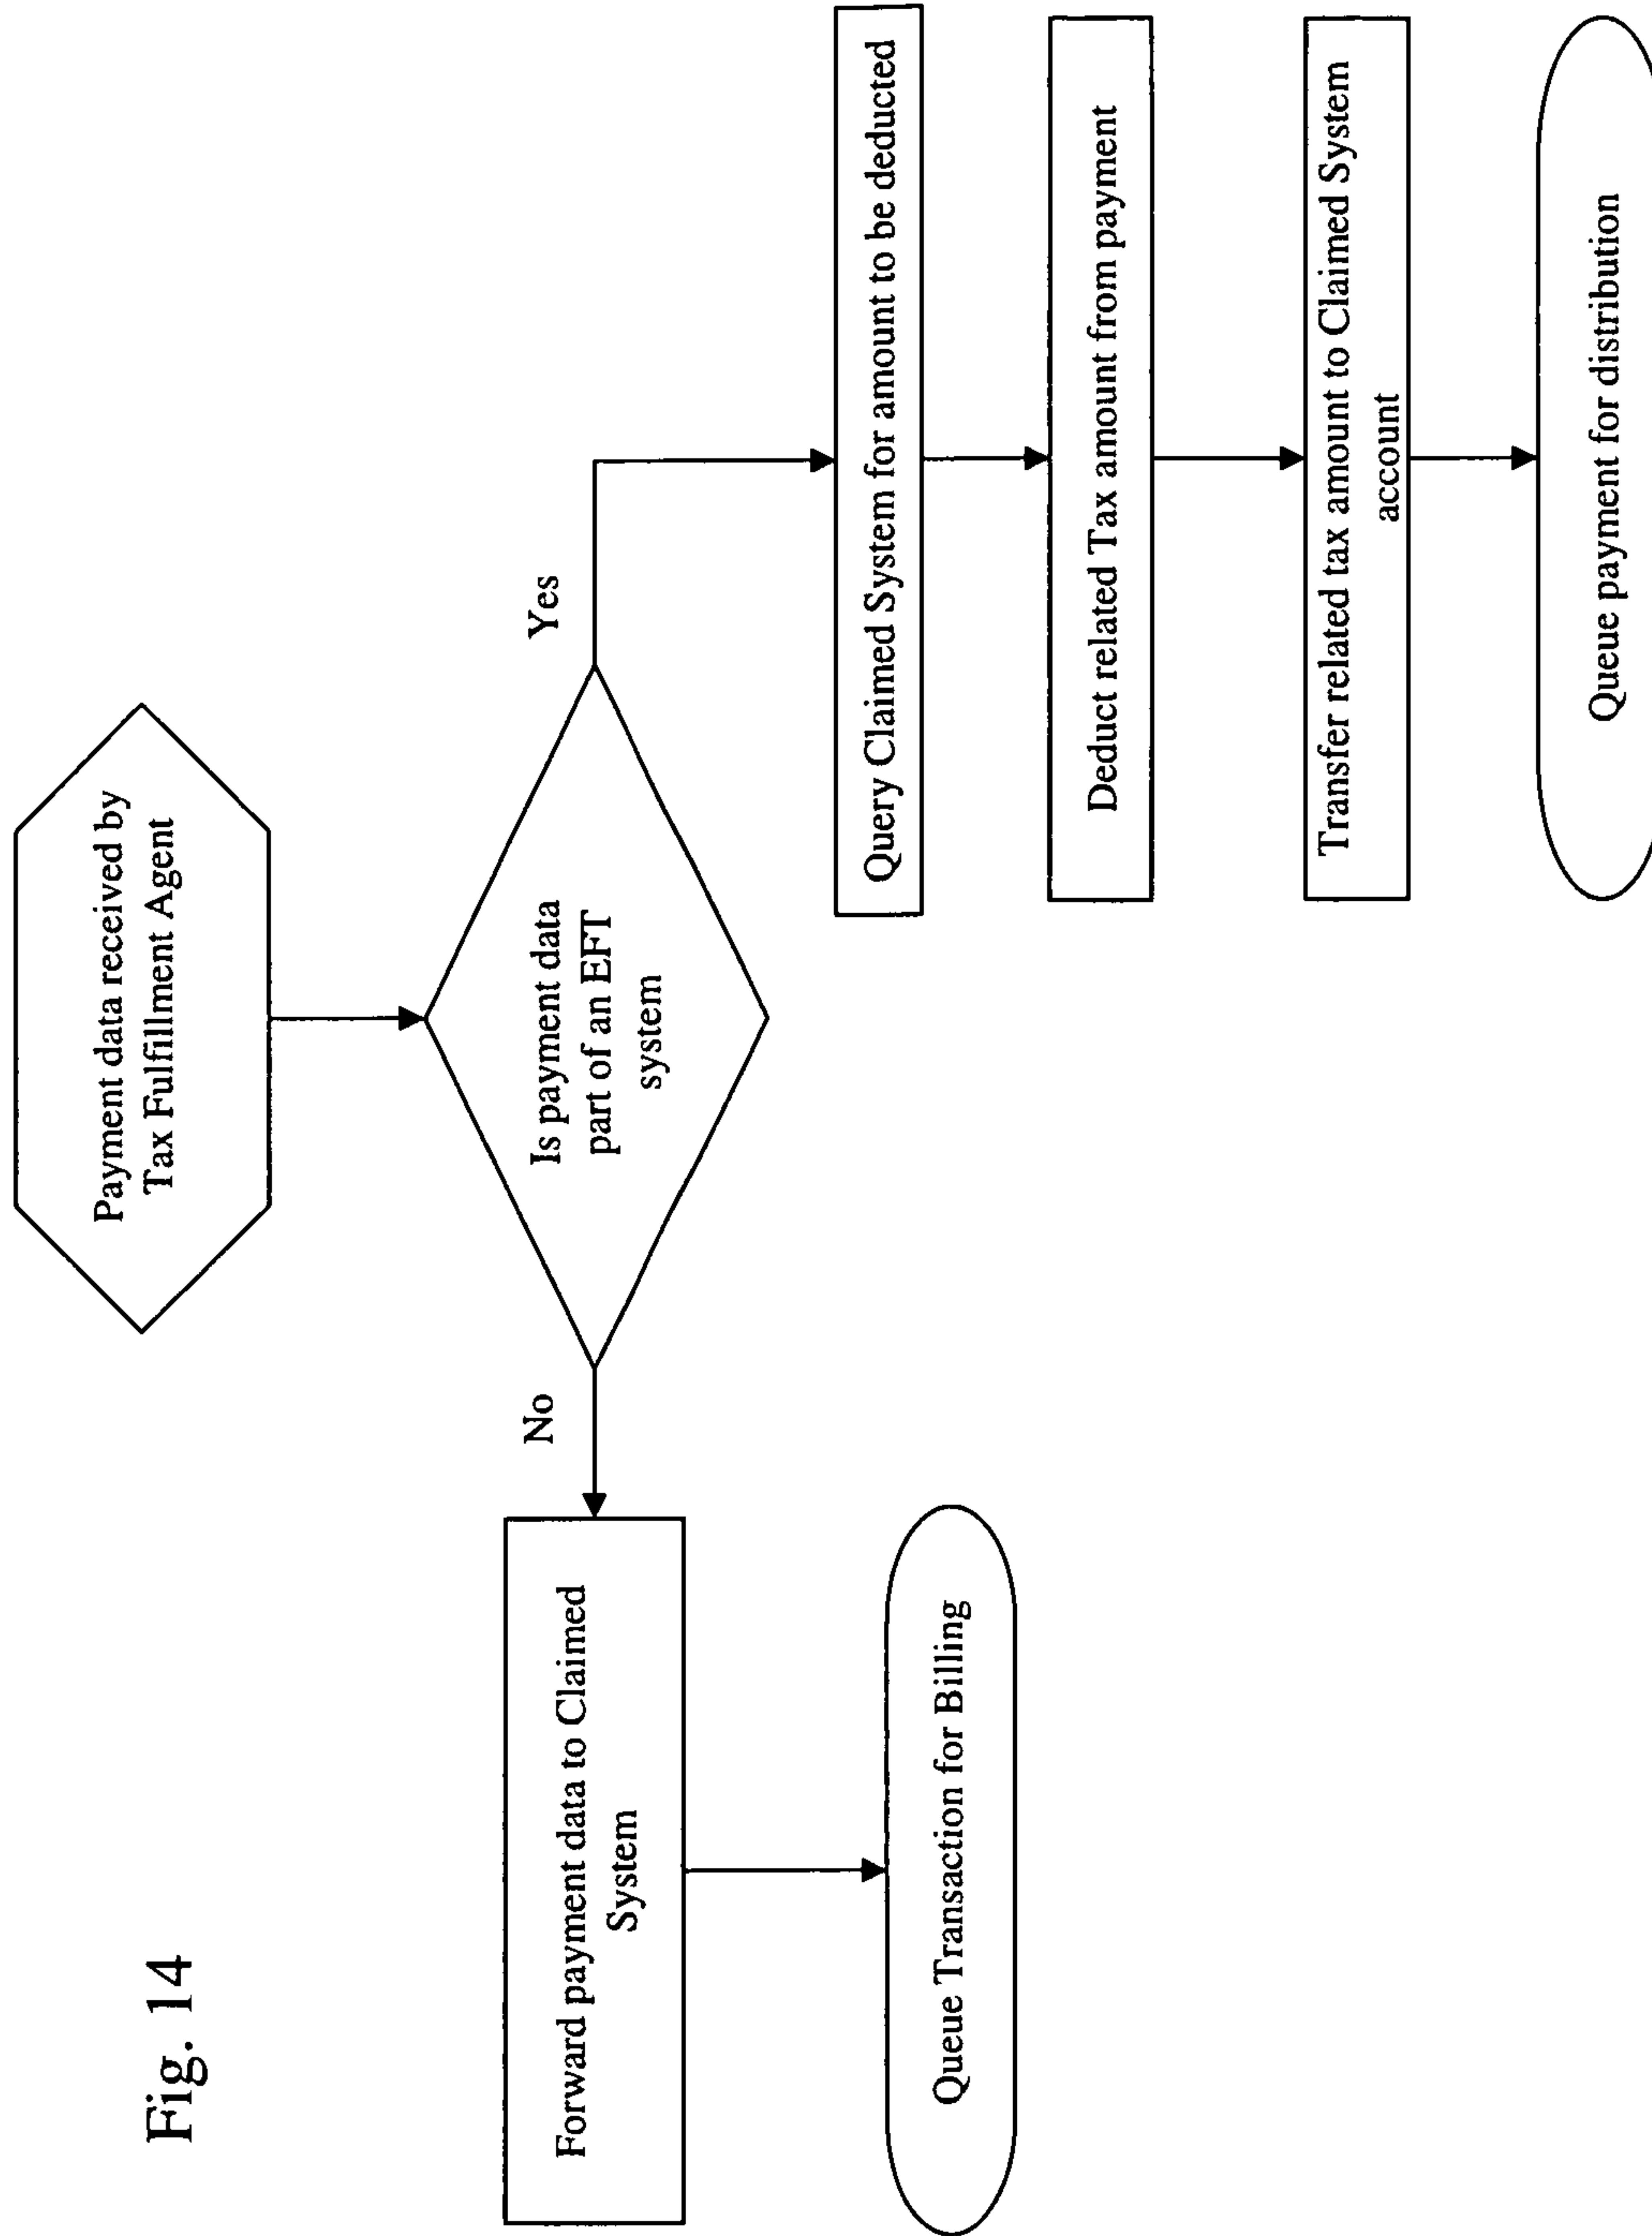 Fig. 14
Payment data received by
Tax Fulfillment Agent
Is payment data
part of an EFT
system
No
Yes
Forward payment data to Claimed
System
Queue Transaction for Billing
Query Claimed System for amount to be deducted
Deduct related Tax amount from payment
Transfer related tax amount to Claimed System
account
Queue payment for distribution